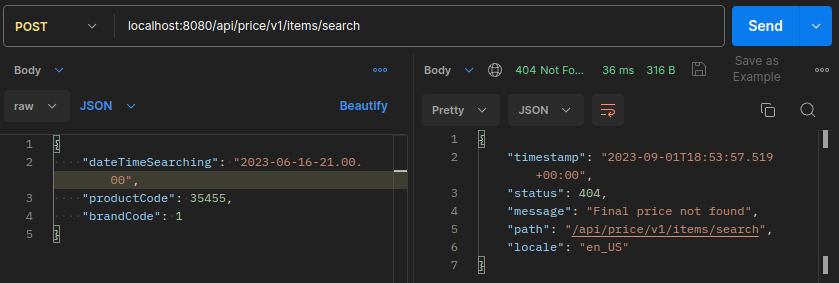 POST localhost:8080/api/price/v1/items/search Send
Body
raw JSON Beautify
1 {
2 "dateTimeSearching": "2023-06-16-21.00.
00",
3 "productCode": 35455,
4 "brandCode": 1
5 }
Body 404 Not Fo... 36 ms 316 B Save as
Example
Pretty JSON
1 {
2 "timestamp": "2023-09-01T18:53:57.519
+00:00",
3 "status": 404,
4 "message": "Final price not found",
5 "path": "/api/price/v1/items/search",
6 "locale": "en_US"
7 }